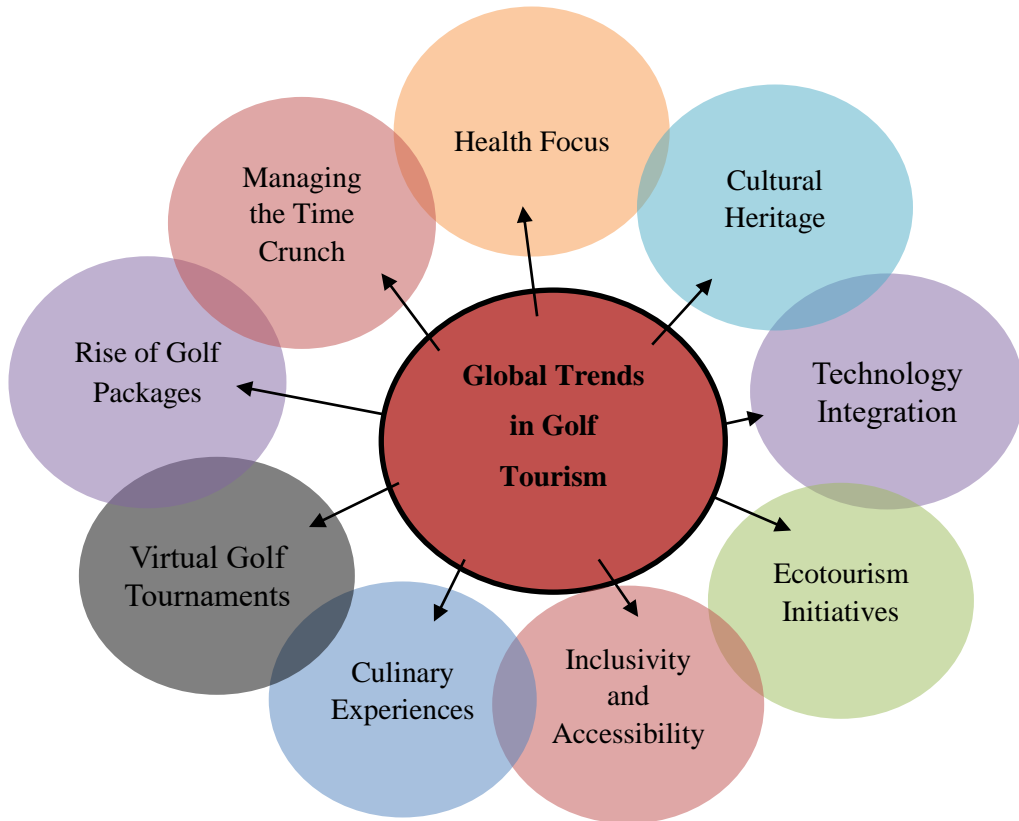 Health Focus
Managing
the Time
Crunch
Cultural
Heritage
Rise of Golf
Packages
Global Trends
in Golf
Tourism
Technology
Integration
Virtual Golf
Tournaments
Ecotourism
Initiatives
Culinary
Experiences
Inclusivity
and
Accessibility